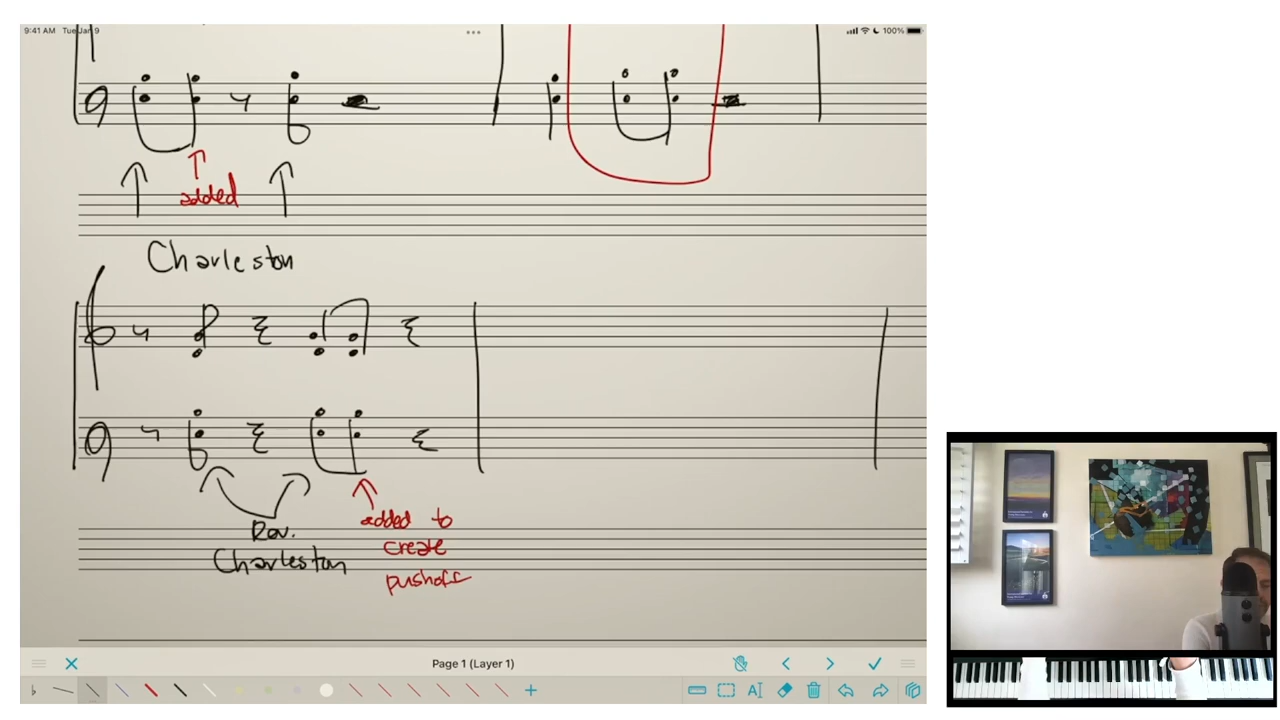 9:41 AM Tue Jan 9
100%
added
Charleston
Rev.
Charleston
added to
create
pushoff
Page 1 (Layer 1)